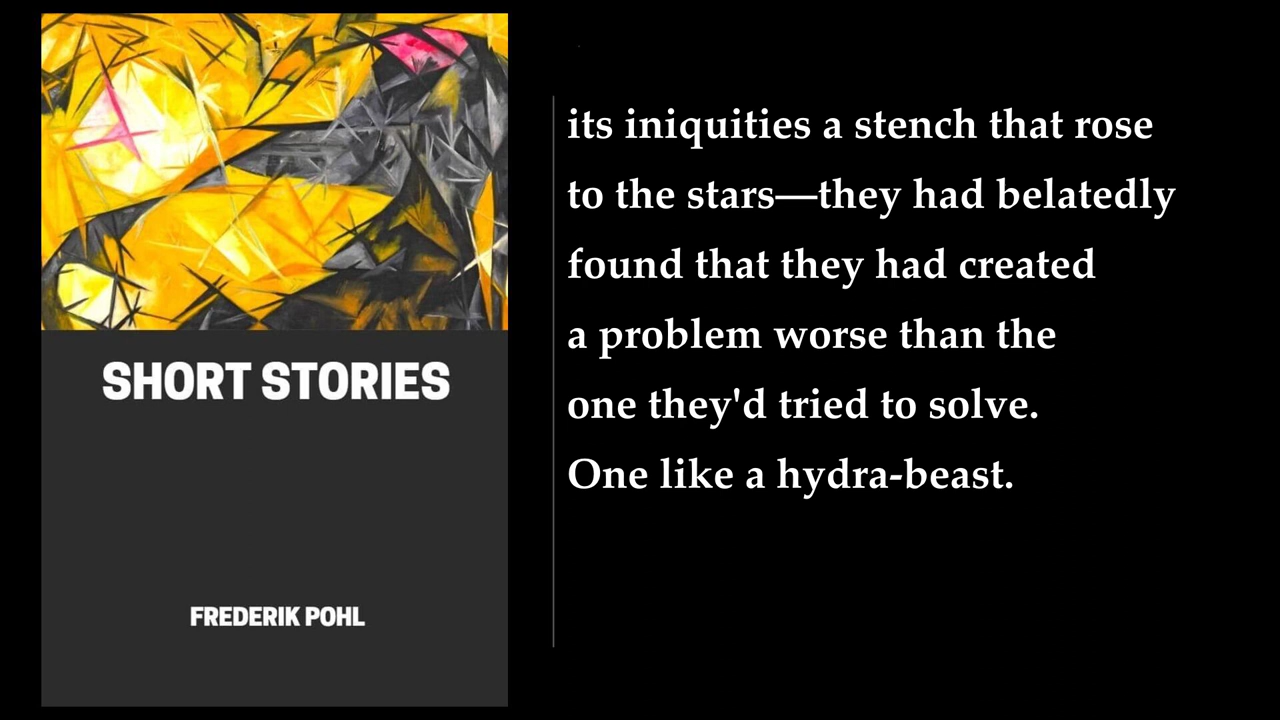 SHORT STORIES
FREDERIK POHL
its iniquities a stench that rose
to the stars—they had belatedly
found that they had created
a problem worse than the
one they'd tried to solve.
One like a hydra-beast.